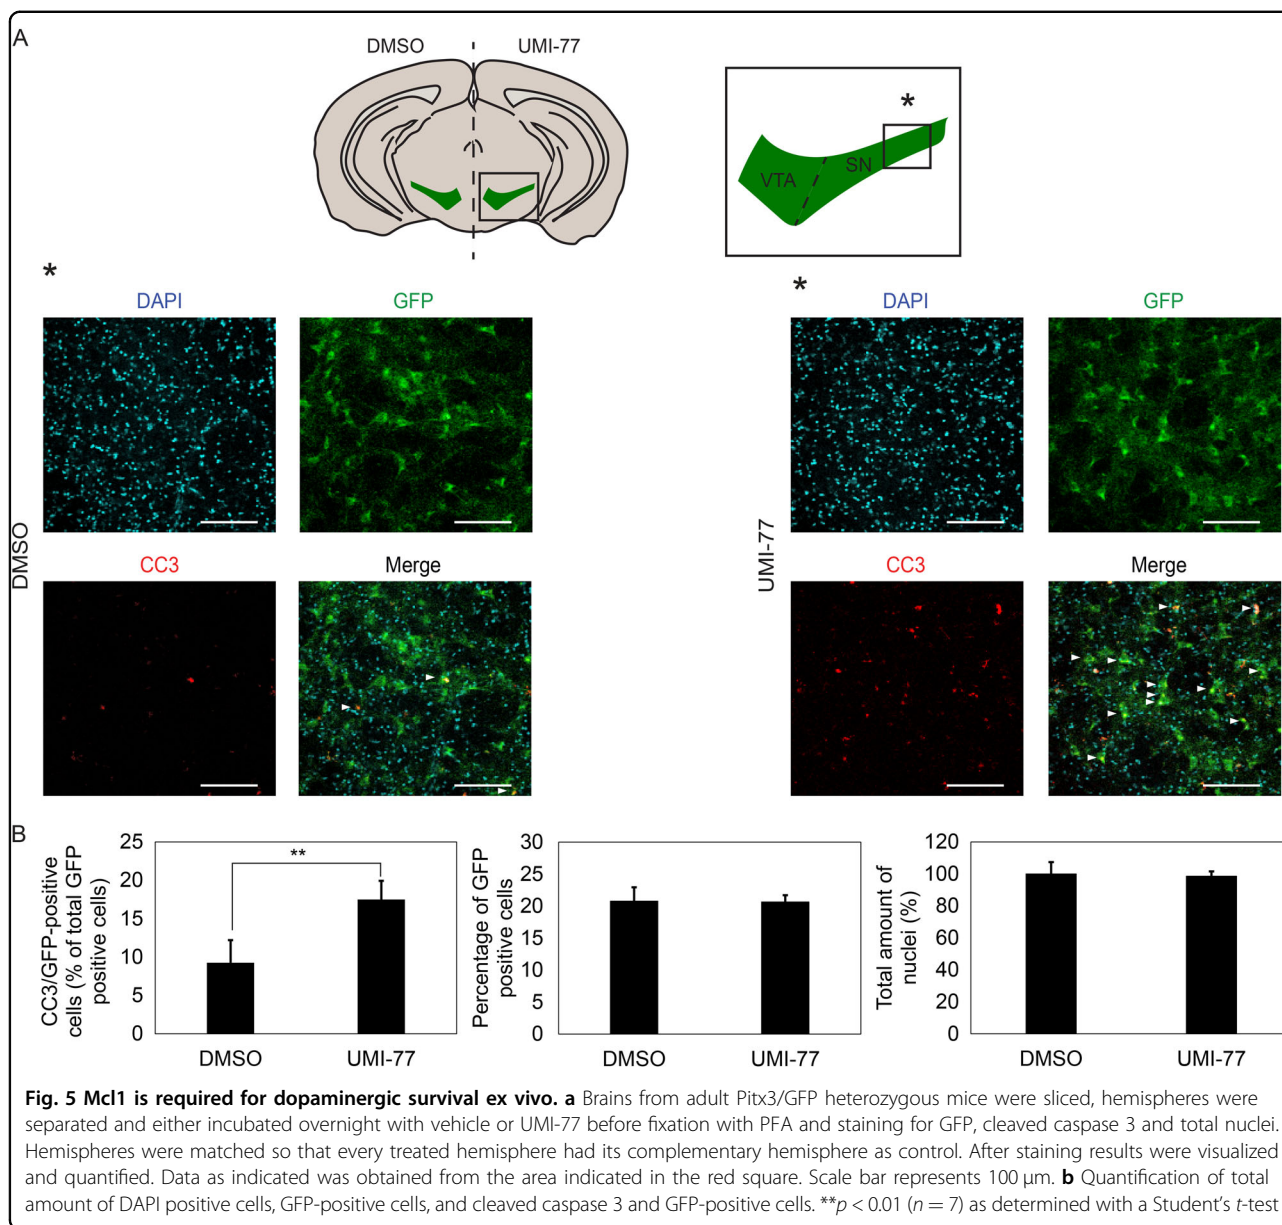 A
DMSO
UMI-77
*
VTA
SN
*
DAPI
GFP
*
DAPI
GFP
DMSO
CC3
Merge
UMI-77
CC3
Merge
B
CC3/GFP-positive
cells (% of total GFP
positive cells)
25
20
15
10
5
0
**
DMSO
UMI-77
Percentage of GFP
positive cells
30
25
20
15
10
5
0
DMSO
UMI-77
Total amount of
nuclei (%)
120
100
80
60
40
20
0
DMSO
UMI-77
Fig. 5 Mcl1 is required for dopaminergic survival ex vivo. a Brains from adult Pitx3/GFP heterozygous mice were sliced, hemispheres were
separated and either incubated overnight with vehicle or UMI-77 before fixation with PFA and staining for GFP, cleaved caspase 3 and total nuclei.
Hemispheres were matched so that every treated hemisphere had its complementary hemisphere as control. After staining results were visualized
and quantified. Data as indicated was obtained from the area indicated in the red square. Scale bar represents 100 μm. b Quantification of total
amount of DAPI positive cells, GFP-positive cells, and cleaved caspase 3 and GFP-positive cells. **p < 0.01 (n = 7) as determined with a Student's t-test